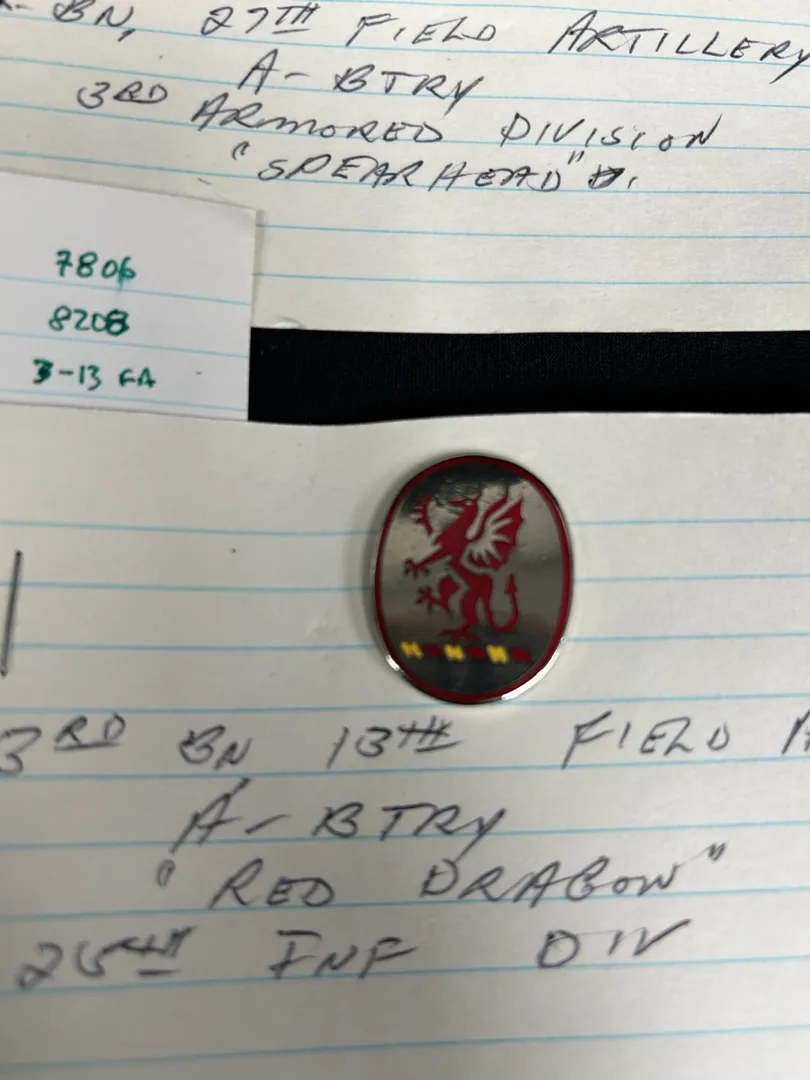 BN, 27TH FIELD ARTILLERY
A- BTRY
3RD ARMORED DIVISION
"SPEARHEAD"
7806
8208
3-13 FA
3RD BN 13TH FIELD
A- BTRY
"RED DRAGON"
25TH INF DIV